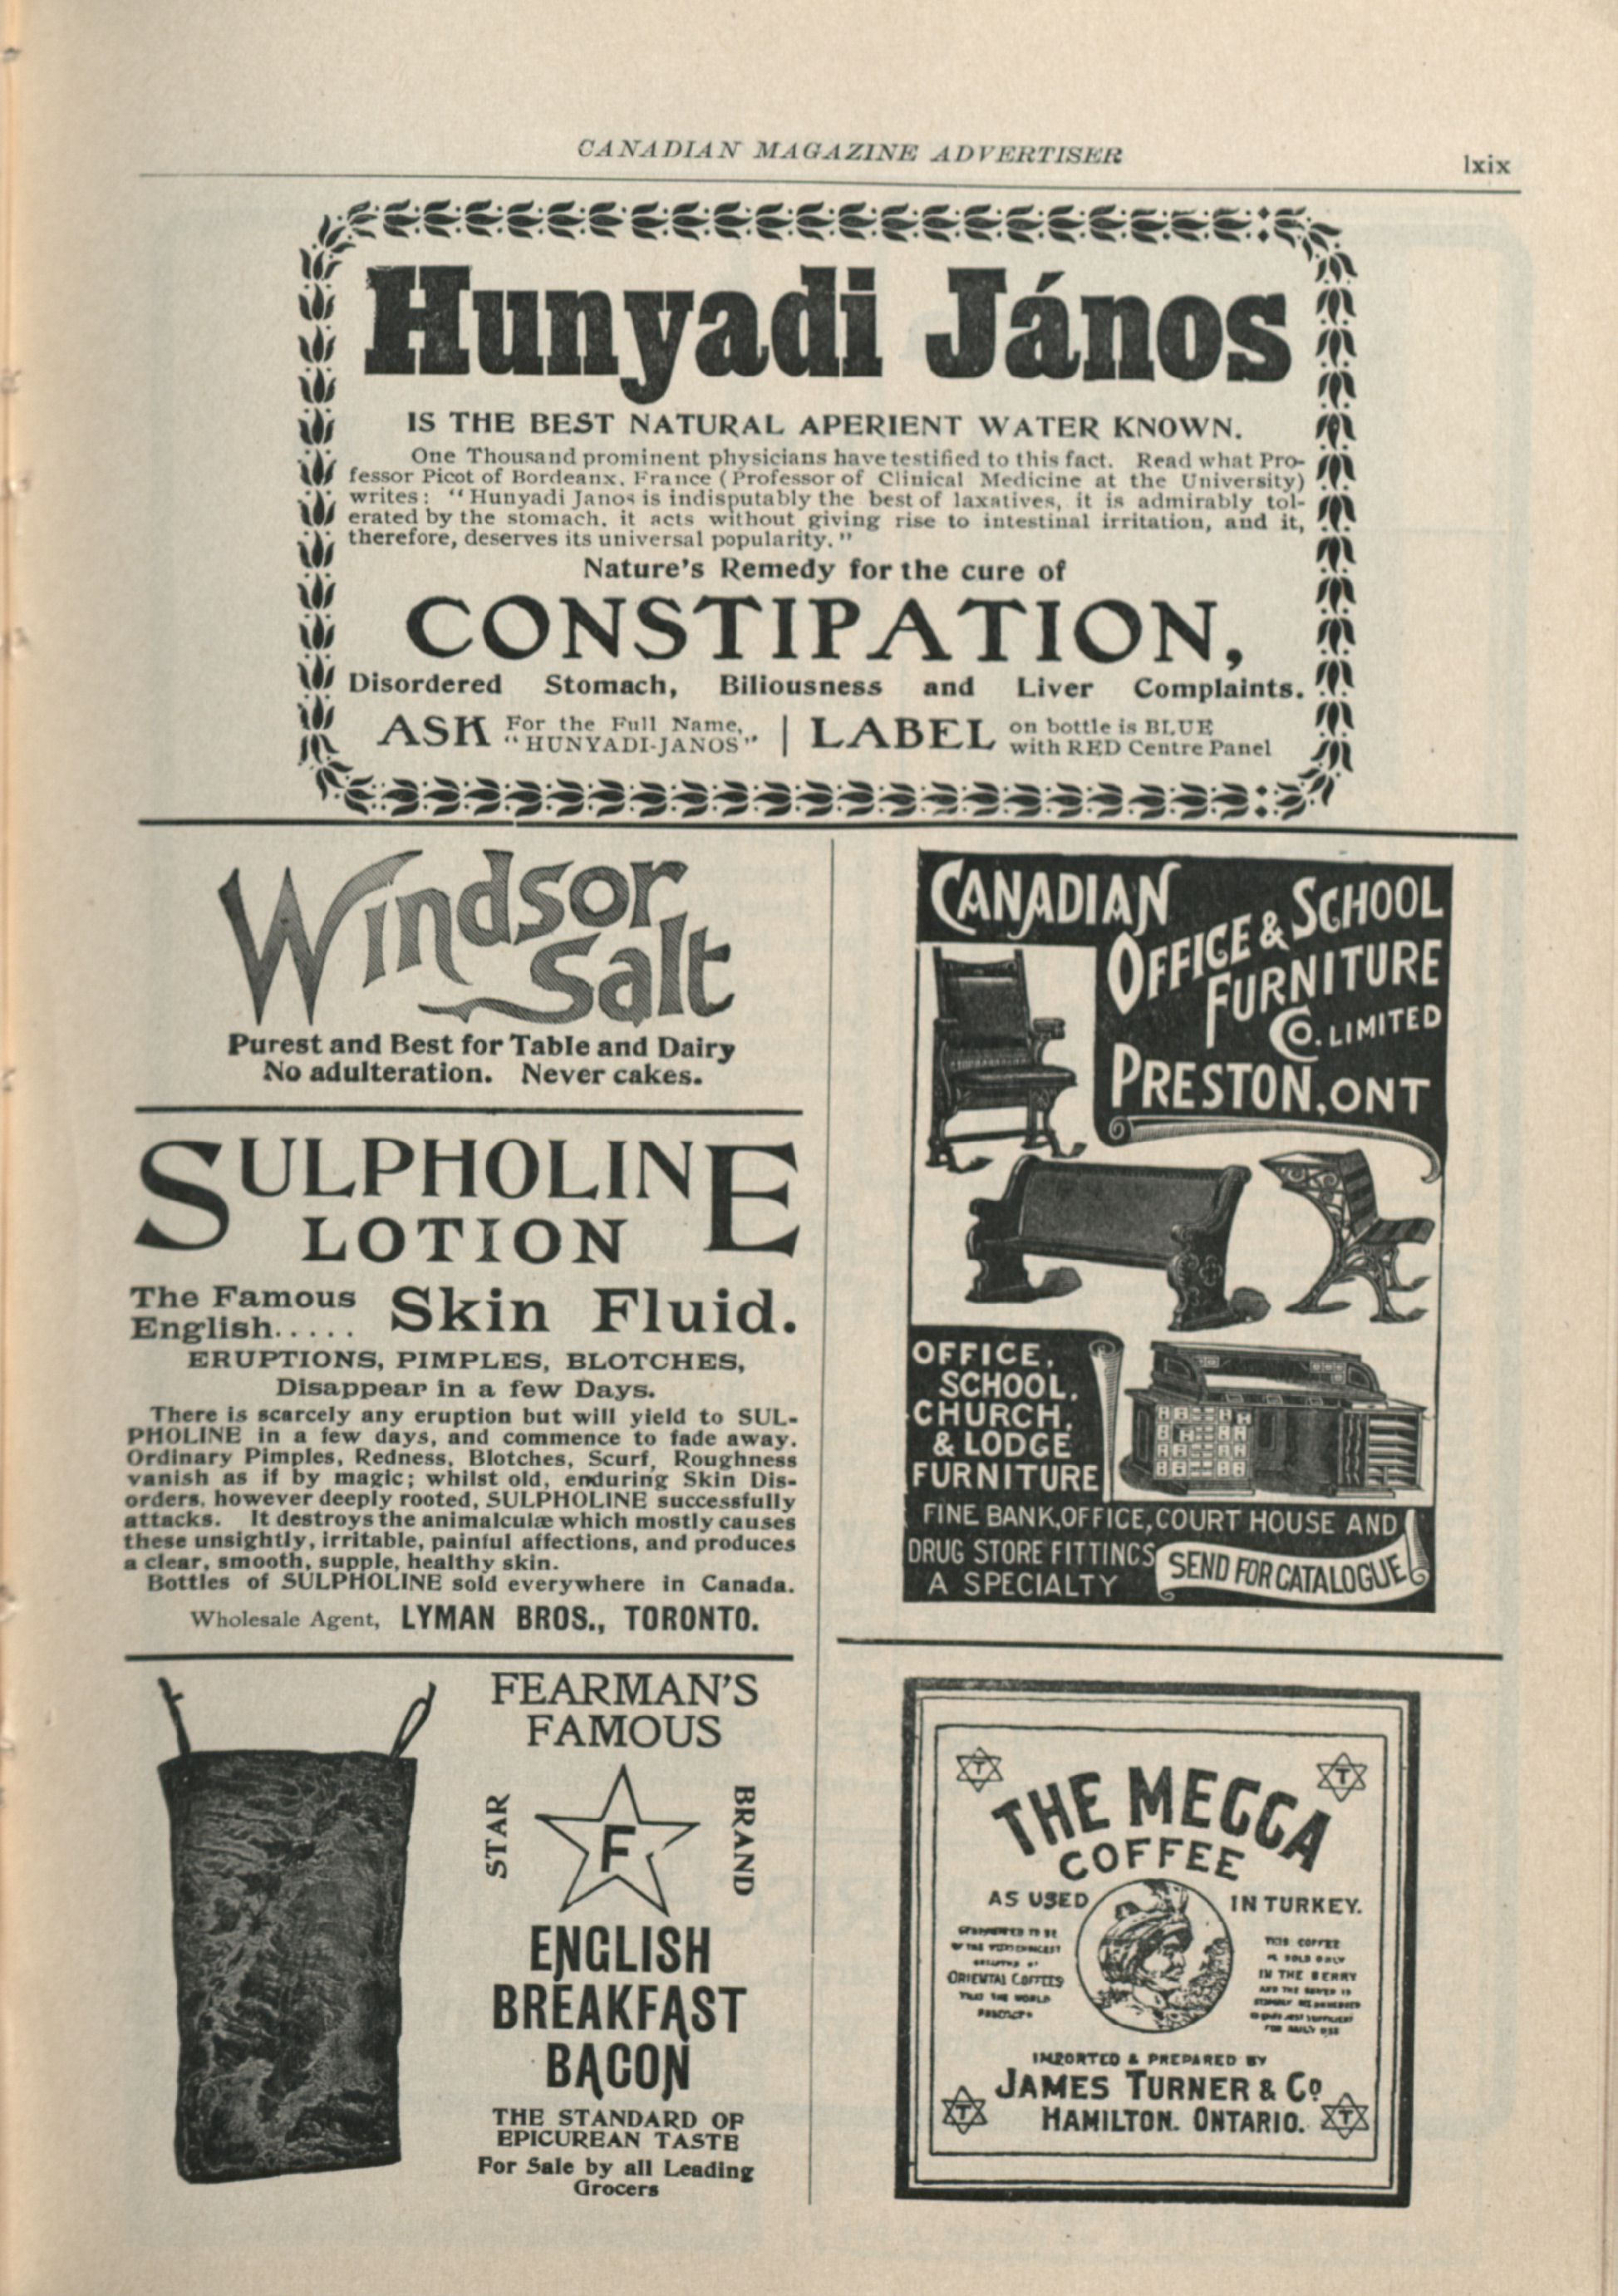 CANADIAN MAGAZINE ADVERTISER
lxix
Hunyadi János
IS THE BEST NATURAL APERIENT WATER KNOWN.
One Thousand prominent physicians have testified to this fact. Read what Pro-
fessor Picot of Bordeanx, France (Professor of Clinical Medicine at the University)
writes: "Hunyadi Janos is indisputably the best of laxatives, it is admirably tol-
erated by the stomach, it acts without giving rise to intestinal irritation, and it,
therefore, deserves its universal popularity."
Nature's Remedy for the cure of
CONSTIPATION,
Disordered Stomach, Biliousness and Liver Complaints.
ASK For the Full Name, "HUNYADI-JANOS" | LABEL on bottle is BLUE with RED Centre Panel
Windsor
Salt
Purest and Best for Table and Dairy
No adulteration. Never cakes.
SULPHOLINE
LOTION
The Famous English..... Skin Fluid.
ERUPTIONS, PIMPLES, BLOTCHES,
Disappear in a few Days.
There is scarcely any eruption but will yield to SUL-
PHOLINE in a few days, and commence to fade away.
Ordinary Pimples, Redness, Blotches, Scurf, Roughness
vanish as if by magic; whilst old, enduring Skin Dis-
orders, however deeply rooted, SULPHOLINE successfully
attacks. It destroys the animalculæ which mostly causes
these unsightly, irritable, painful affections, and produces
a clear, smooth, supple, healthy skin.
Bottles of SULPHOLINE sold everywhere in Canada.
Wholesale Agent, LYMAN BROS., TORONTO.
FEARMAN'S
FAMOUS
STAR
F
BRAND
ENGLISH
BREAKFAST
BACON
THE STANDARD OF
EPICUREAN TASTE
For Sale by all Leading
Grocers
CANADIAN
OFFICE & SCHOOL
FURNITURE
CO. LIMITED
PRESTON, ONT
OFFICE,
SCHOOL,
CHURCH,
& LODGE
FURNITURE
FINE BANK, OFFICE, COURT HOUSE AND
DRUG STORE FITTINGS
A SPECIALTY
SEND FOR CATALOGUE
T
T
THE MECCA
COFFEE
AS USED
IN TURKEY.
ORIENTAL COFFEES
THAT THE WORLD
THIS COFFEE
IS SOLD ONLY
IN THE BERRY
FOR DAILY USE
IMPORTED & PREPARED BY
JAMES TURNER & Co.
HAMILTON. ONTARIO.
T
T